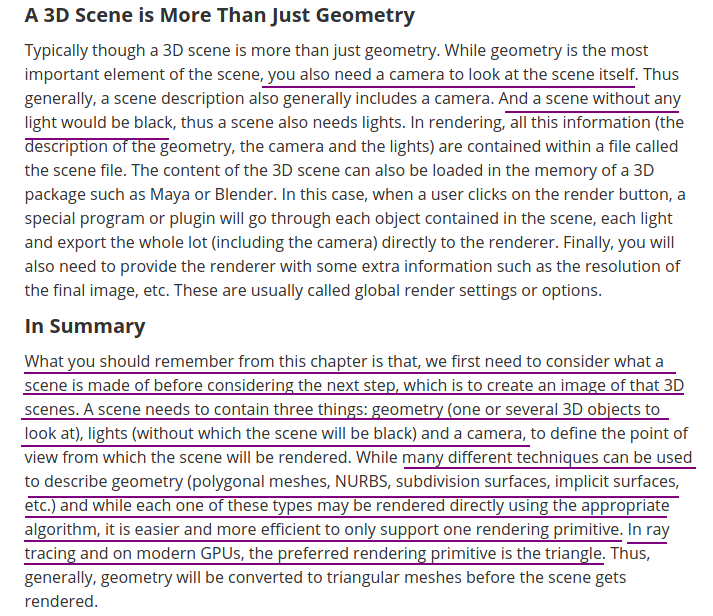 A 3D Scene is More Than Just Geometry
Typically though a 3D scene is more than just geometry. While geometry is the most
important element of the scene, you also need a camera to look at the scene itself. Thus
generally, a scene description also generally includes a camera. And a scene without any
light would be black, thus a scene also needs lights. In rendering, all this information (the
description of the geometry, the camera and the lights) are contained within a file called
the scene file. The content of the 3D scene can also be loaded in the memory of a 3D
package such as Maya or Blender. In this case, when a user clicks on the render button, a
special program or plugin will go through each object contained in the scene, each light
and export the whole lot (including the camera) directly to the renderer. Finally, you will
also need to provide the renderer with some extra information such as the resolution of
the final image, etc. These are usually called global render settings or options.
In Summary
What you should remember from this chapter is that, we first need to consider what a
scene is made of before considering the next step, which is to create an image of that 3D
scenes. A scene needs to contain three things: geometry (one or several 3D objects to
look at), lights (without which the scene will be black) and a camera, to define the point of
view from which the scene will be rendered. While many different techniques can be used
to describe geometry (polygonal meshes, NURBS, subdivision surfaces, implicit surfaces,
etc.) and while each one of these types may be rendered directly using the appropriate
algorithm, it is easier and more efficient to only support one rendering primitive. In ray
tracing and on modern GPUs, the preferred rendering primitive is the triangle. Thus,
generally, geometry will be converted to triangular meshes before the scene gets
rendered.